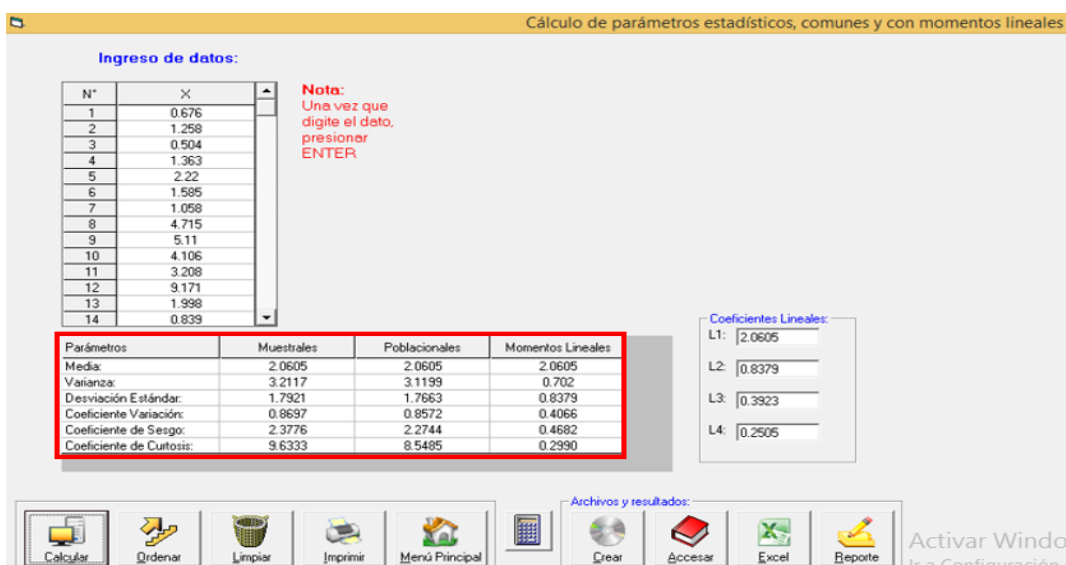 Cálculo de parámetros estadísticos, comunes y con momentos lineales
Ingreso de datos:
N° X
1 0.676
2 1.258
3 0.504
4 1.363
5 2.22
6 1.585
7 1.058
8 4.715
9 5.11
10 4.106
11 3.208
12 9.171
13 1.998
14 0.839
Nota:
Una vez que
digite el dato,
presionar
ENTER
Parámetros Muestrales Poblacionales Momentos Lineales
Media: 2.0605 2.0605 2.0605
Varianza: 3.2117 3.1199 0.702
Desviación Estándar: 1.7921 1.7663 0.8379
Coeficiente Variación: 0.8697 0.8572 0.4066
Coeficiente de Sesgo: 2.3776 2.2744 0.4682
Coeficiente de Curtosis: 9.6333 8.5485 0.2990
Coeficientes Lineales:
L1: 2.0605
L2: 0.8379
L3: 0.3923
L4: 0.2505
Calcular Ordenar Limpiar Imprimir Menú Principal
Archivos y resultados:
Crear Accesar Excel Reporte
Activar Windo
Ir a Configuración